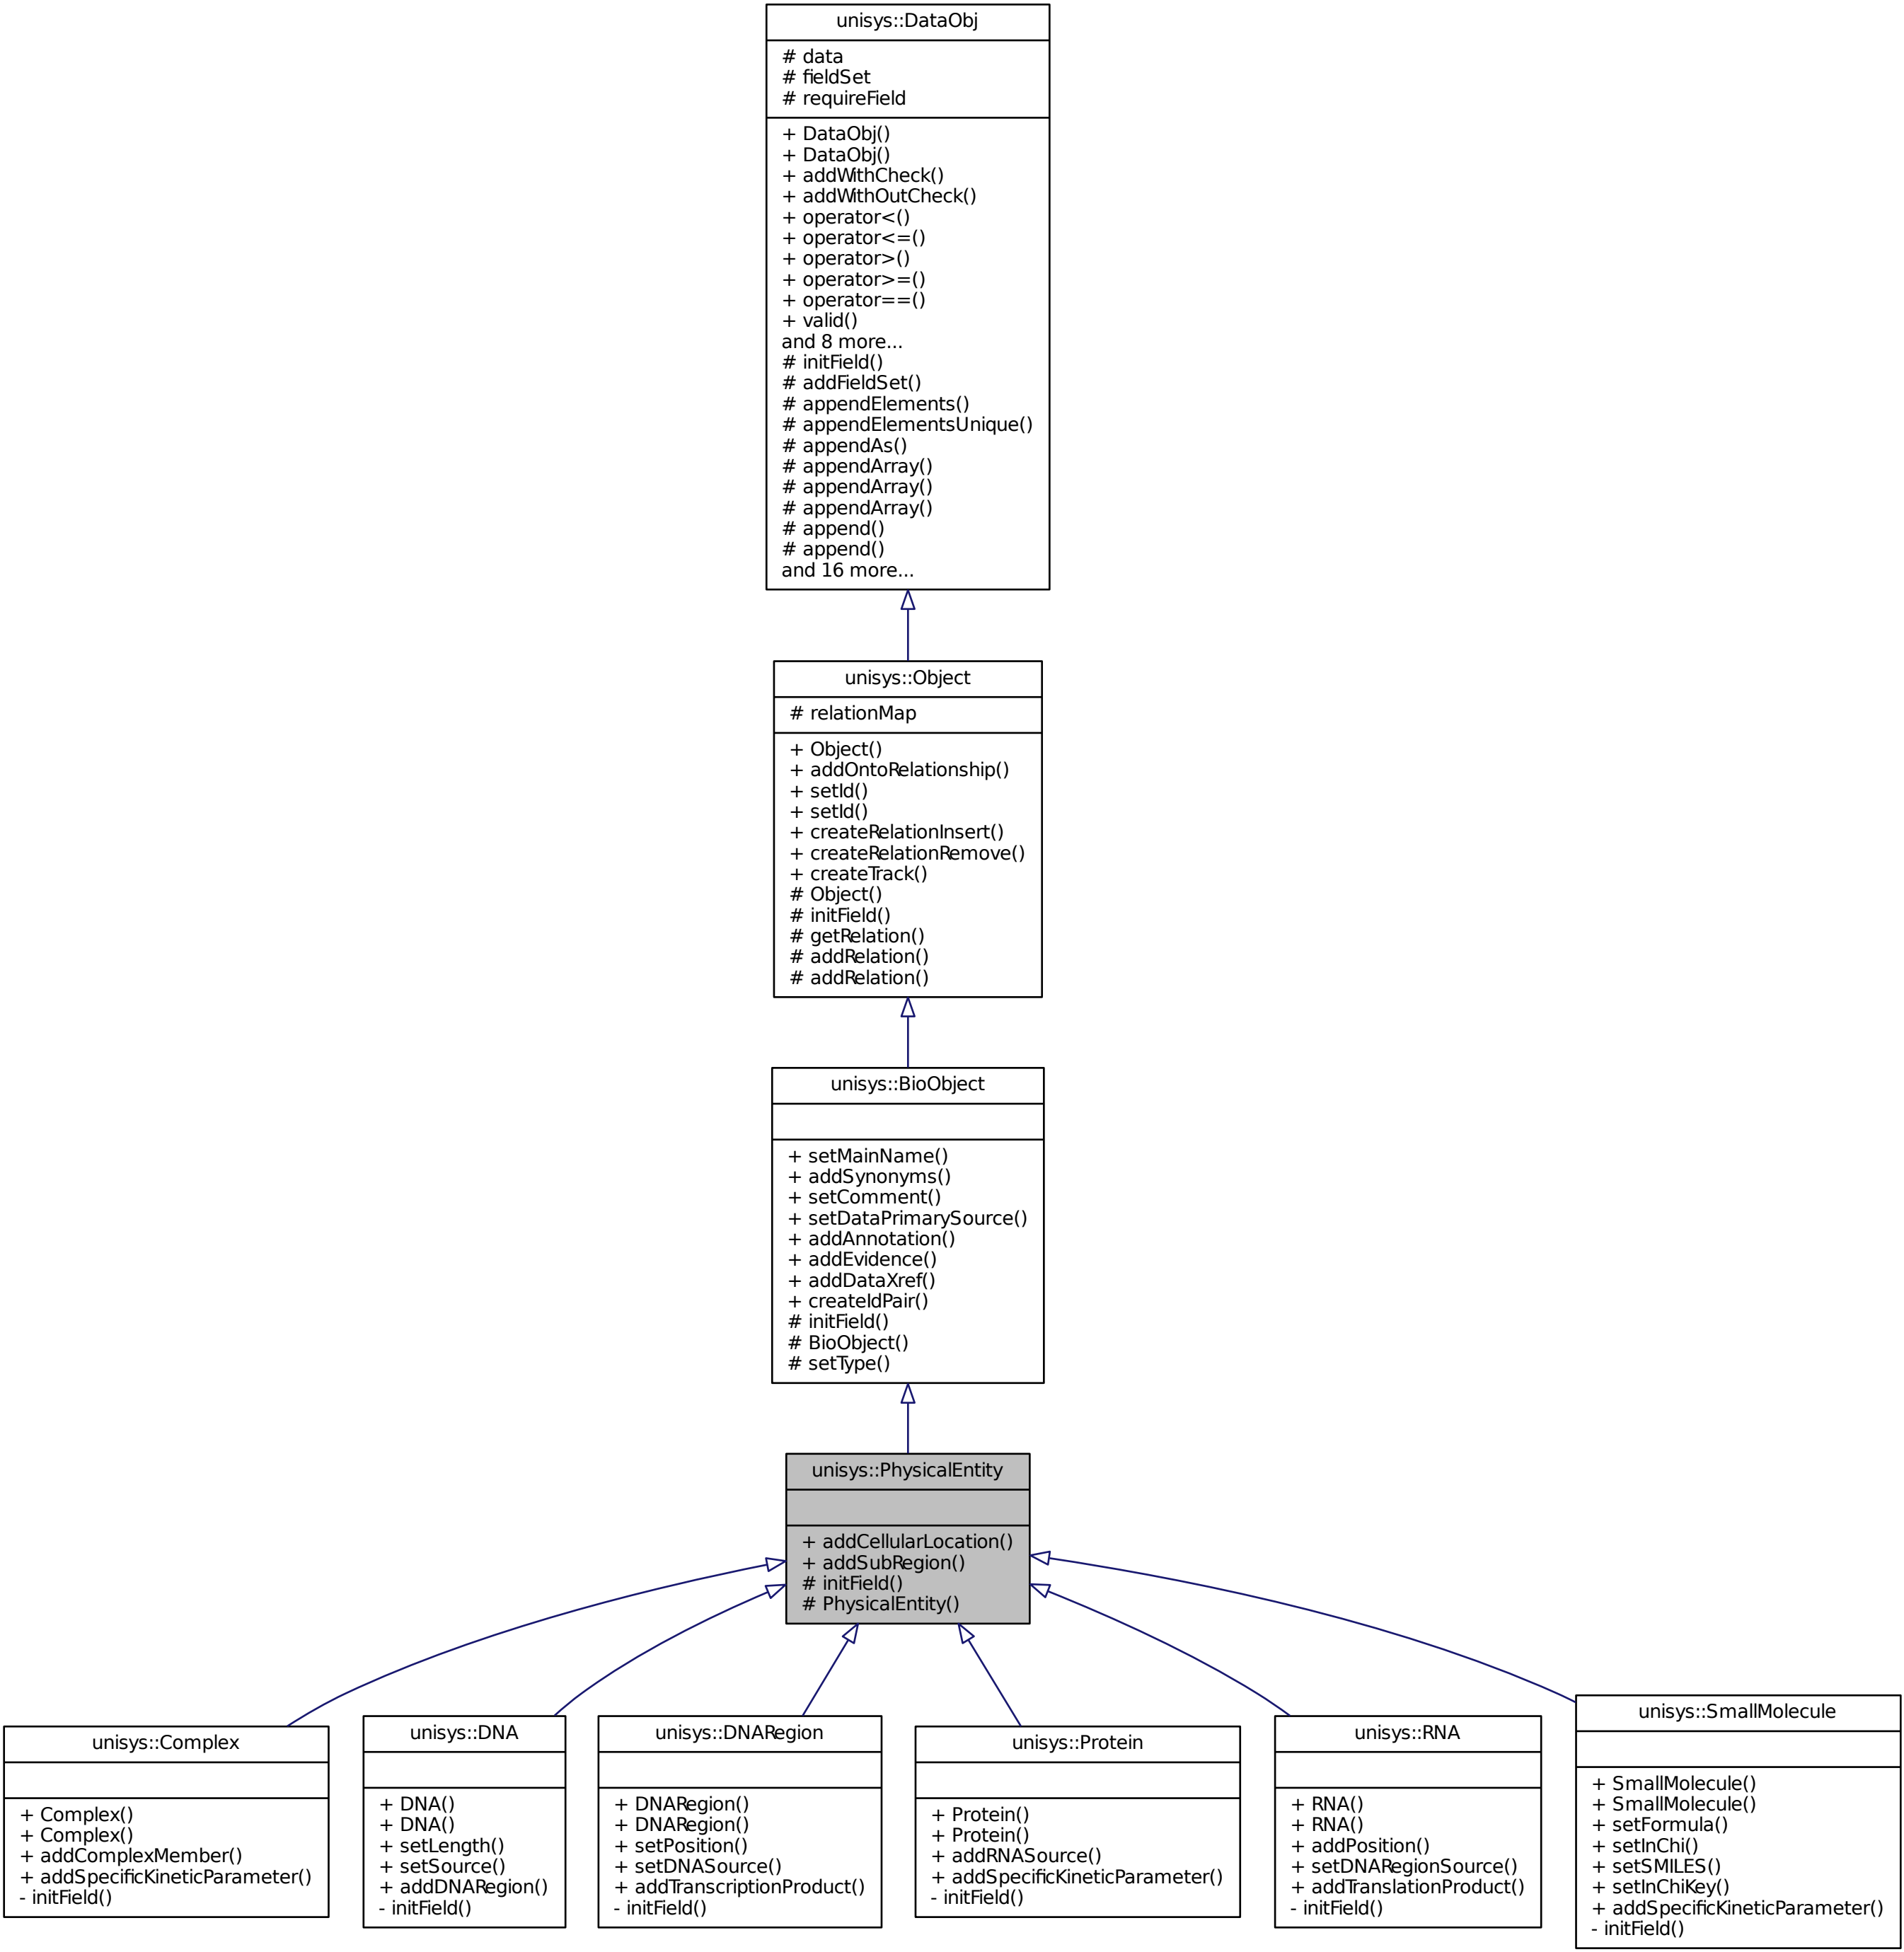 unisys::DataObj
# data
# fieldSet
# requireField
+ DataObj()
+ DataObj()
+ addWithCheck()
+ addWithOutCheck()
+ operator<()
+ operator<=()
+ operator>()
+ operator>=()
+ operator==()
+ valid()
and 8 more...
# initField()
# addFieldSet()
# appendElements()
# appendElementsUnique()
# appendAs()
# appendArray()
# appendArray()
# appendArray()
# append()
# append()
and 16 more...
unisys::Object
# relationMap
+ Object()
+ addOntoRelationship()
+ setId()
+ setId()
+ createRelationInsert()
+ createRelationRemove()
+ createTrack()
# Object()
# initField()
# getRelation()
# addRelation()
# addRelation()
unisys::BioObject
+ setMainName()
+ addSynonyms()
+ setComment()
+ setDataPrimarySource()
+ addAnnotation()
+ addEvidence()
+ addDataXref()
+ createIdPair()
# initField()
# BioObject()
# setType()
unisys::PhysicalEntity
+ addCellularLocation()
+ addSubRegion()
# initField()
# PhysicalEntity()
unisys::Complex
+ Complex()
+ Complex()
+ addComplexMember()
+ addSpecificKineticParameter()
- initField()
unisys::DNA
+ DNA()
+ DNA()
+ setLength()
+ setSource()
+ addDNARegion()
- initField()
unisys::DNARegion
+ DNARegion()
+ DNARegion()
+ setPosition()
+ setDNASource()
+ addTranscriptionProduct()
- initField()
unisys::Protein
+ Protein()
+ Protein()
+ addRNASource()
+ addSpecificKineticParameter()
- initField()
unisys::RNA
+ RNA()
+ RNA()
+ addPosition()
+ setDNARegionSource()
+ addTranslationProduct()
- initField()
unisys::SmallMolecule
+ SmallMolecule()
+ SmallMolecule()
+ setFormula()
+ setInChi()
+ setSMILES()
+ setInChiKey()
+ addSpecificKineticParameter()
- initField()